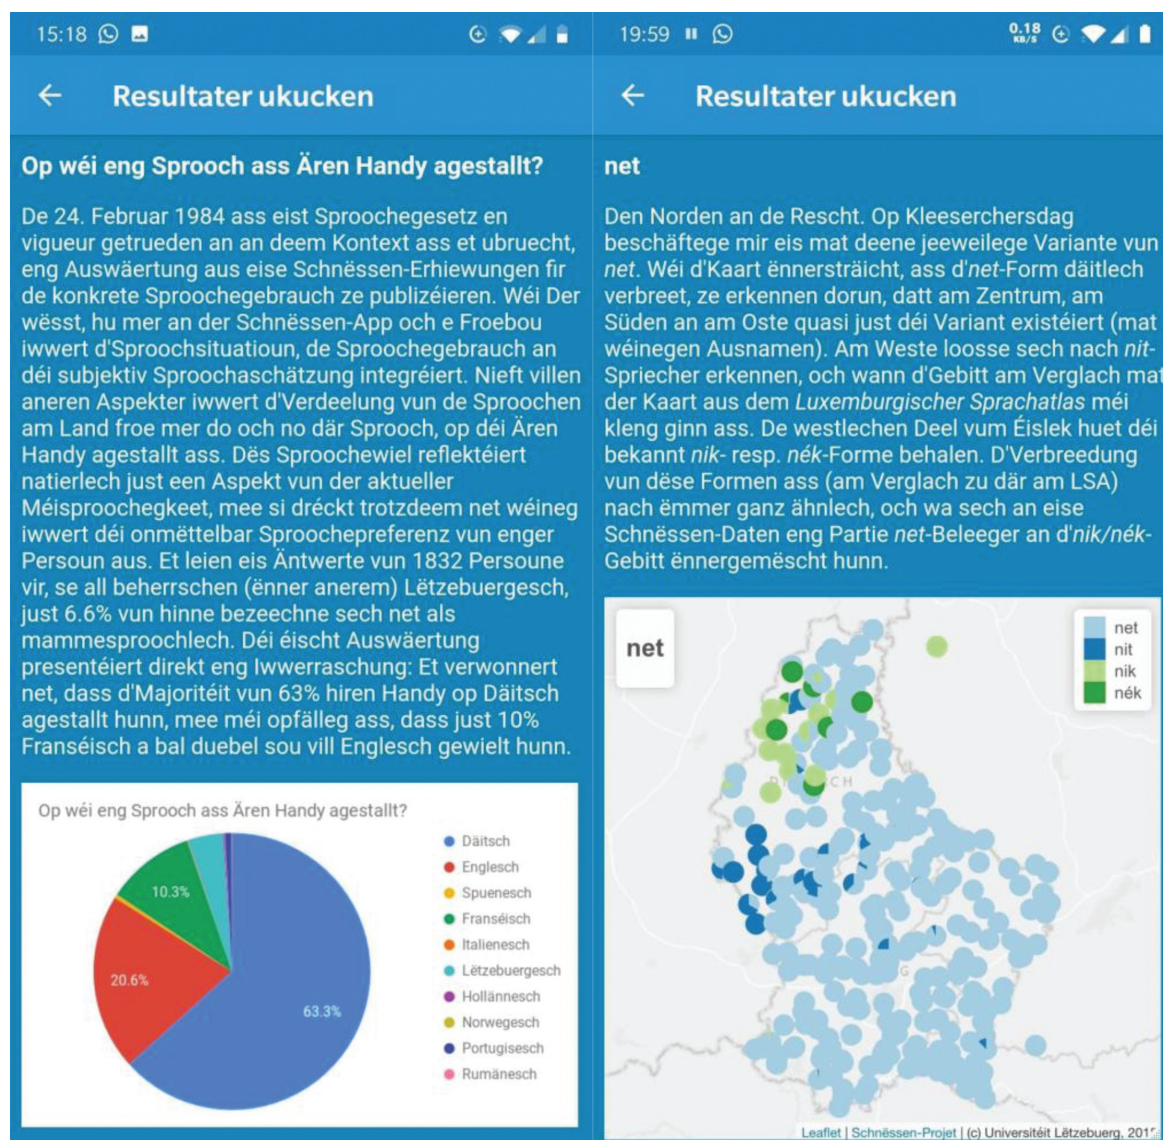 15:18
Resultater ukucken
Op wéi eng Sprooch ass Ären Handy agestallt?
De 24. Februar 1984 ass eist Sproochegesetz en
vigueur getrueden an an deem Kontext ass et ubruecht,
eng Auswäertung aus eise Schnëssen-Erhiewungen fir
de konkrete Sproochegebrauch ze publizéieren. Wéi Der
wësst, hu mer an der Schnëssen-App och e Froebou
iwwert d'Sproochsituatioun, de Sproochegebrauch an
déi subjektiv Sproochaschätzung integréiert. Nieft villen
aneren Aspekter iwwert d'Verdeelung vun de Sproochen
am Land froe mer do och no där Sprooch, op déi Ären
Handy agestallt ass. Dës Sproochewiel reflektéiert
natierlech just een Aspekt vun der aktueller
Méisproochegkeet, mee si dréckt trotzdeem net wéineg
iwwert déi onmëttelbar Sproochepreferenz vun enger
Persoun aus. Et leien eis Äntwerte vun 1832 Persoune
vir, se all beherrschen (ënner anerem) Lëtzebuergesch,
just 6.6% vun hinne bezeechne sech net als
mammesproochlech. Déi éischt Auswäertung
presentéiert direkt eng Iwwerraschung: Et verwonnert
net, dass d'Majoritéit vun 63% hiren Handy op Däitsch
agestallt hunn, mee méi opfälleg ass, dass just 10%
Franséisch a bal duebel sou vill Englesch gewielt hunn.
Op wéi eng Sprooch ass Ären Handy agestallt?
10.3%
20.6%
63.3%
Däitsch
Englesch
Spuenesch
Franséisch
Italienesch
Lëtzebuergesch
Hollännesch
Norwegesch
Portugisesch
Rumänesch
19:59
0.18
KB/S
Resultater ukucken
net
Den Norden an de Rescht. Op Kleeserchersdag
beschäftege mir eis mat deene jeeweilege Variante vun
net. Wéi d'Kaart ënnersträicht, ass d'net-Form däitlech
verbreet, ze erkennen dorun, datt am Zentrum, am
Süden an am Oste quasi just déi Variant existéiert (mat
wéinegen Ausnamen). Am Weste loosse sech nach nit-
Spriecher erkennen, och wann d'Gebitt am Verglach mat
der Kaart aus dem Luxemburgischer Sprachatlas méi
kleng ginn ass. De westlechen Deel vum Éislek huet déi
bekannt nik- resp. nék-Forme behalen. D'Verbreedung
vun dëse Formen ass (am Verglach zu där am LSA)
nach ëmmer ganz ähnlech, och wa sech an eise
Schnëssen-Daten eng Partie net-Beleeger an d'nik/nék-
Gebitt ënnergemëscht hunn.
net
net
nit
nik
nék
Leaflet | Schnëssen-Projet | (c) Universitéit Lëtzebuerg,